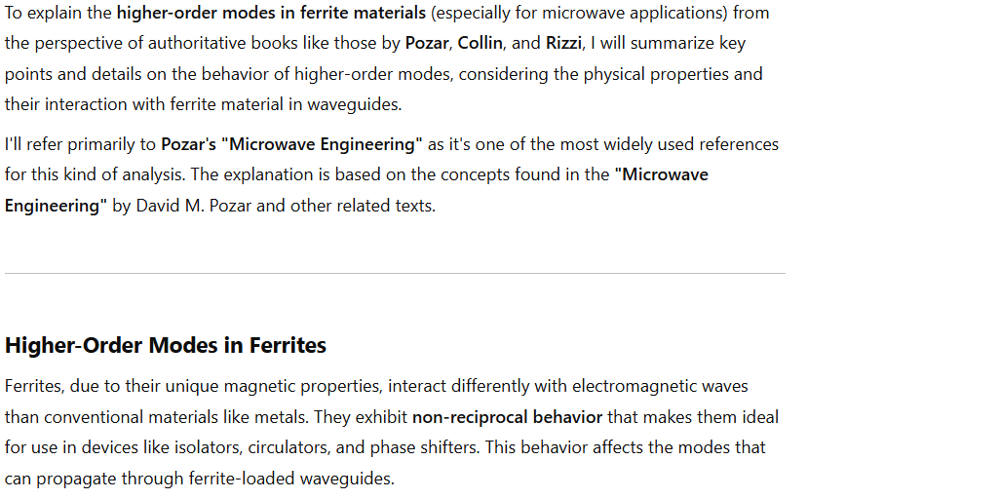 To explain the higher-order modes in ferrite materials (especially for microwave applications) from
the perspective of authoritative books like those by Pozar, Collin, and Rizzi, I will summarize key
points and details on the behavior of higher-order modes, considering the physical properties and
their interaction with ferrite material in waveguides.
I'll refer primarily to Pozar's "Microwave Engineering" as it's one of the most widely used references
for this kind of analysis. The explanation is based on the concepts found in the "Microwave
Engineering" by David M. Pozar and other related texts.
Higher-Order Modes in Ferrites
Ferrites, due to their unique magnetic properties, interact differently with electromagnetic waves
than conventional materials like metals. They exhibit non-reciprocal behavior that makes them ideal
for use in devices like isolators, circulators, and phase shifters. This behavior affects the modes that
can propagate through ferrite-loaded waveguides.